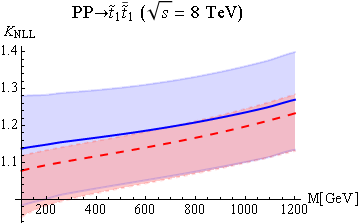 PP→t̃₁t̃̄₁ (√s = 8 TeV)
K_NLL
1.4
1.3
1.2
1.1
200 400 600 800 1000 1200 M[GeV]